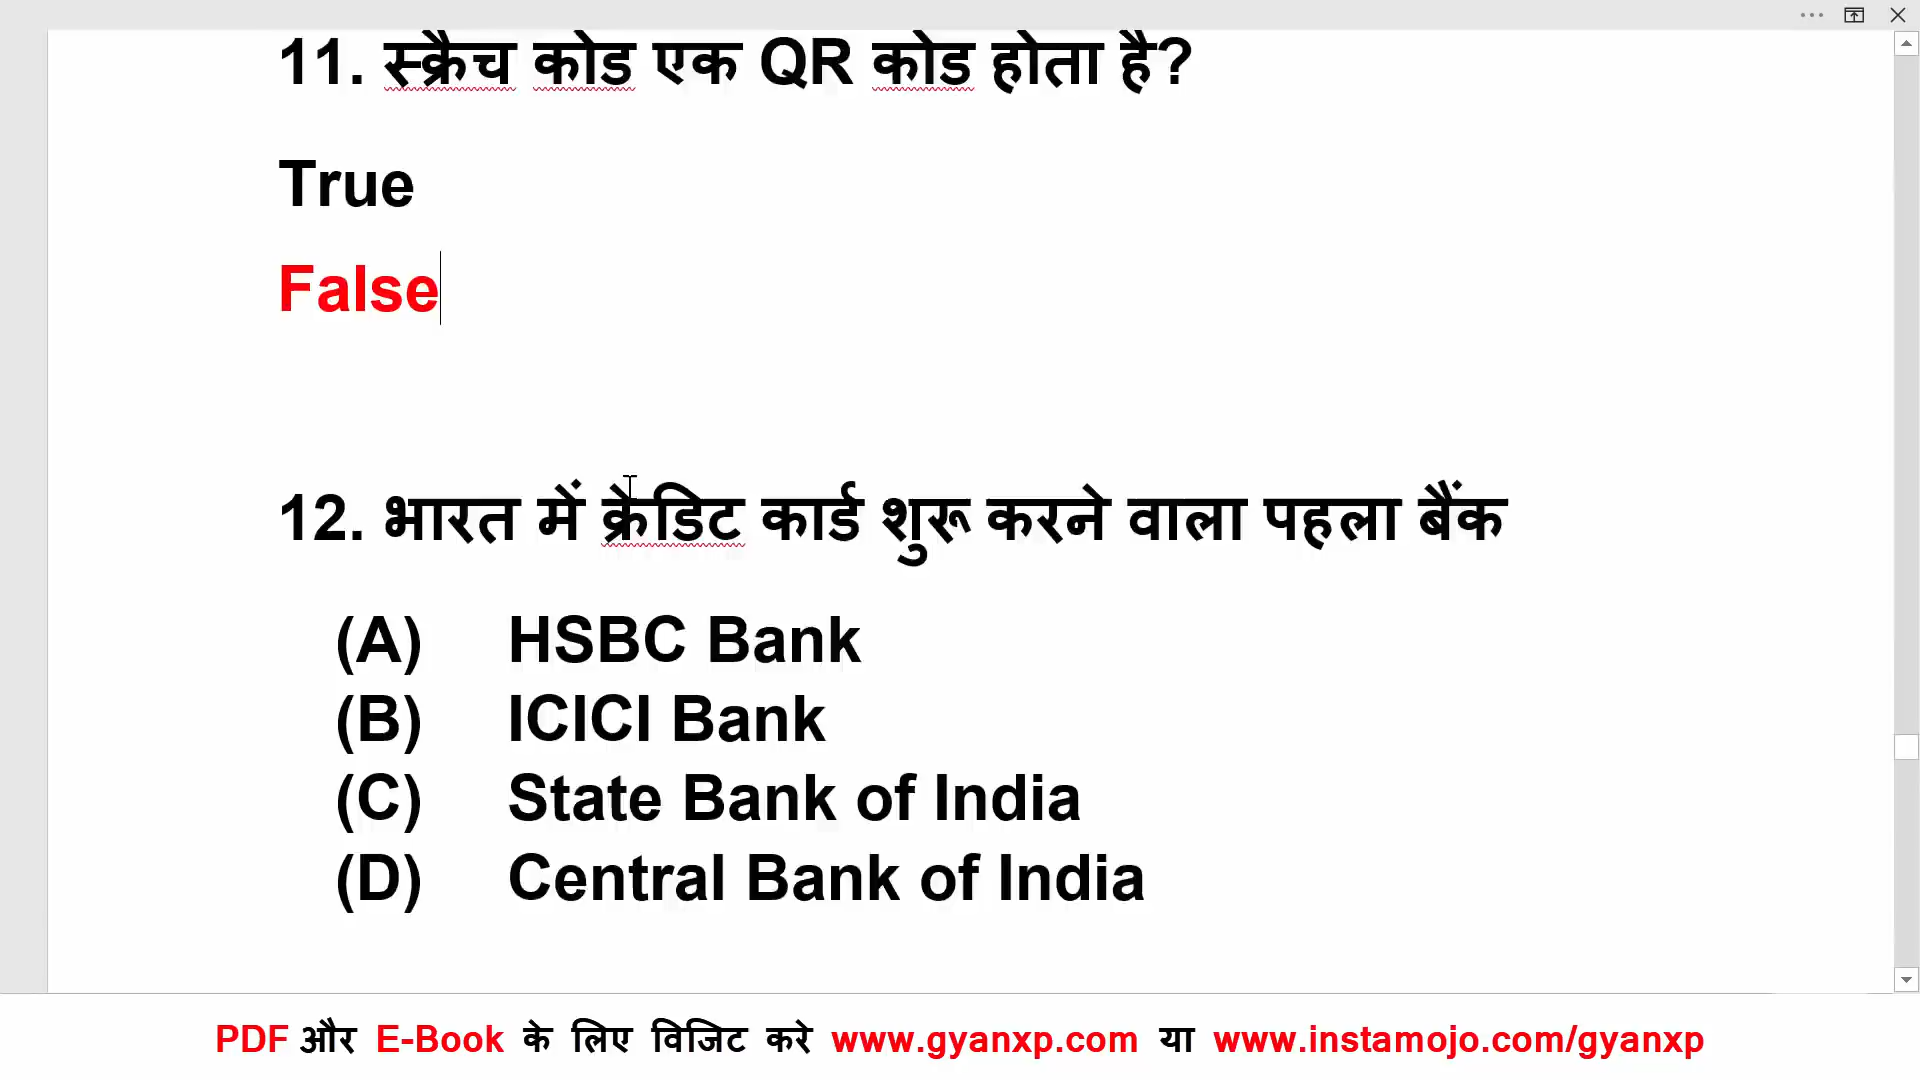 11. स्क्रैच कोड एक QR कोड होता है?
True
False
12. भारत में क्रेडिट कार्ड शुरू करने वाला पहला बैंक
(A) HSBC Bank
(B) ICICI Bank
(C) State Bank of India
(D) Central Bank of India
PDF और E-Book के लिए विजिट करे www.gyanxp.com या www.instamojo.com/gyanxp